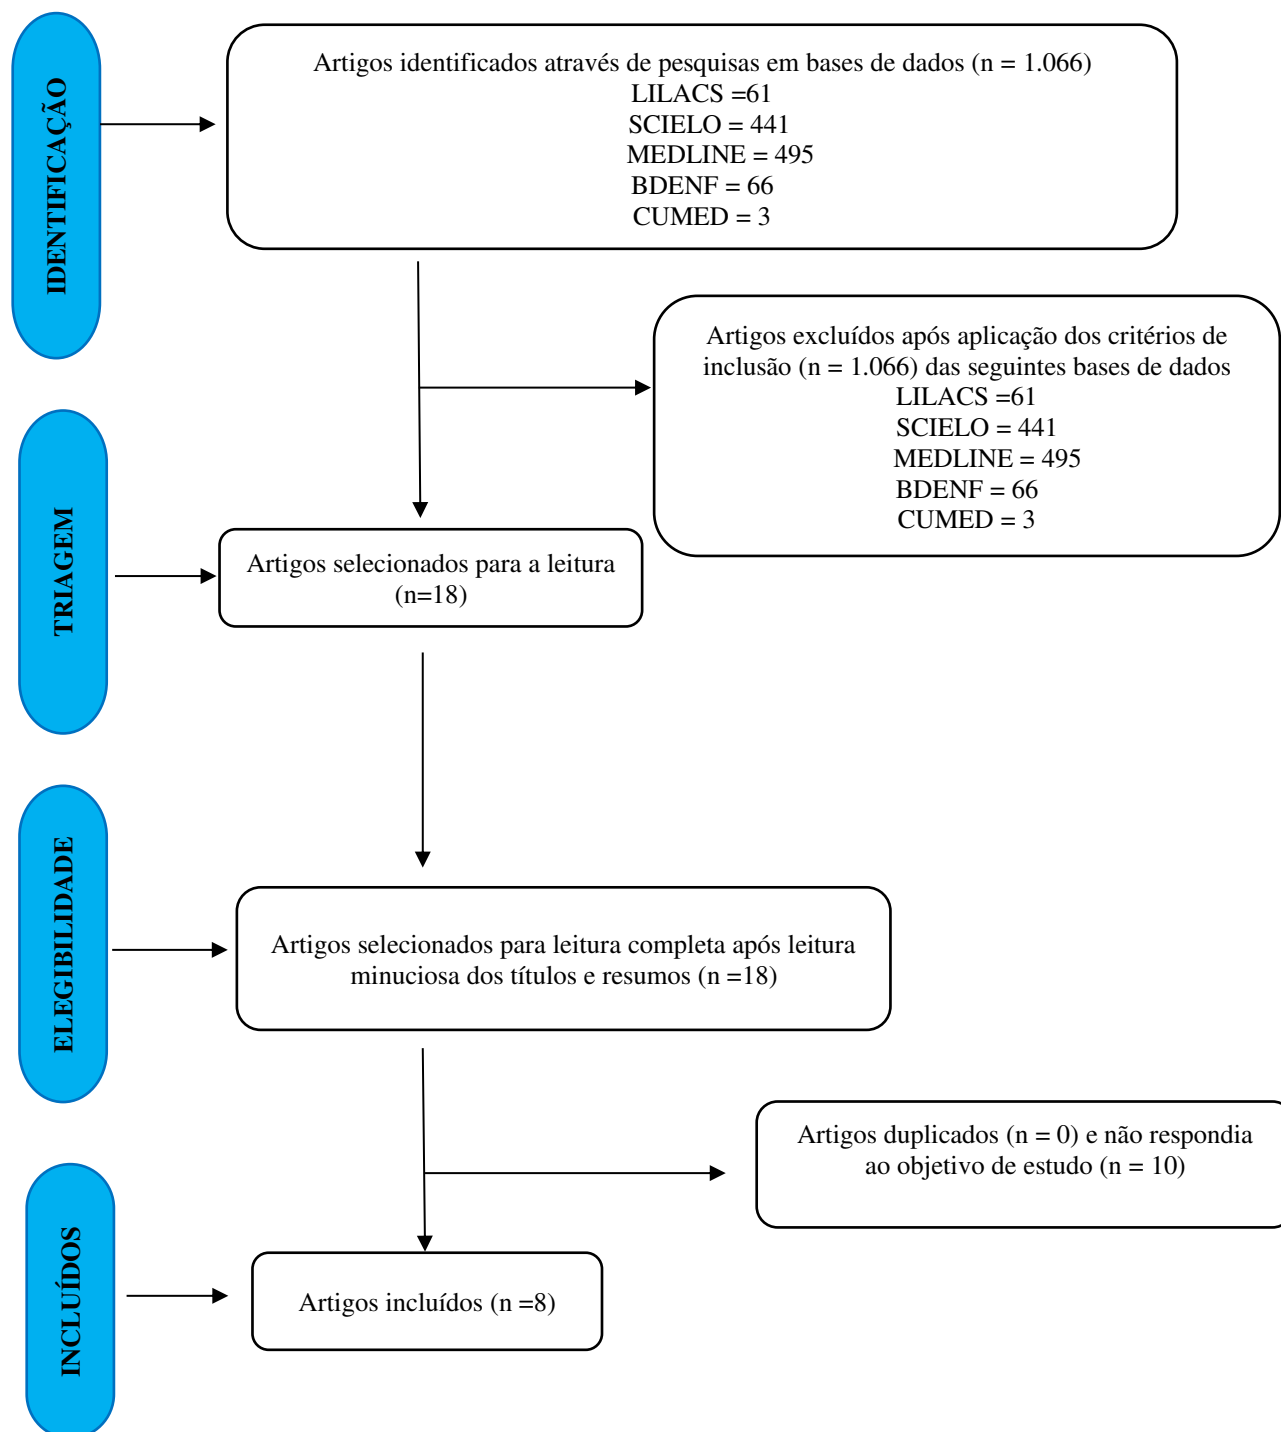 IDENTIFICAÇÃO
Artigos identificados através de pesquisas em bases de dados (n = 1.066)
LILACS =61
SCIELO = 441
MEDLINE = 495
BDENF = 66
CUMED = 3
Artigos excluídos após aplicação dos critérios de
inclusão (n = 1.066) das seguintes bases de dados
LILACS =61
SCIELO = 441
MEDLINE = 495
BDENF = 66
CUMED = 3
TRIAGEM
Artigos selecionados para a leitura
(n=18)
ELEGIBILIDADE
Artigos selecionados para leitura completa após leitura
minuciosa dos títulos e resumos (n =18)
Artigos duplicados (n = 0) e não respondia
ao objetivo de estudo (n = 10)
INCLUÍDOS
Artigos incluídos (n =8)